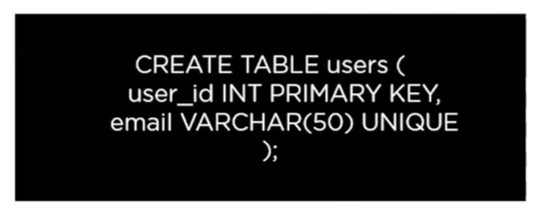 CREATE TABLE users (
user_id INT PRIMARY KEY,
email VARCHAR(50) UNIQUE
);